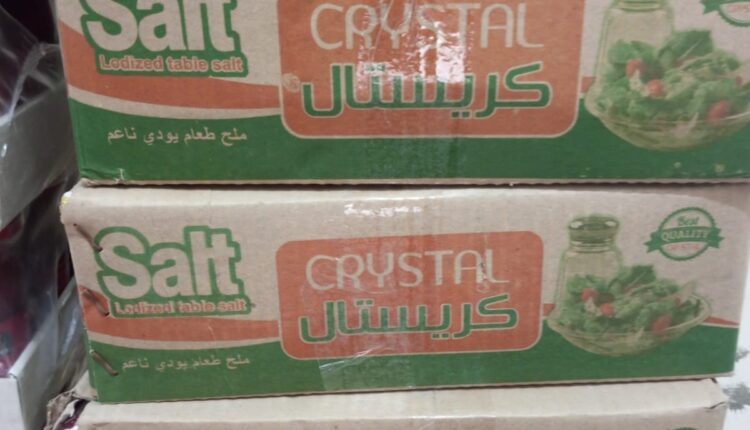 Salt
Lodized table salt
CRYSTAL
كريستال
ملح طعام يودي ناعم
Salt
Lodized table salt
CRYSTAL
كريستال
ملح طعام يودي ناعم
Best
QUALITY